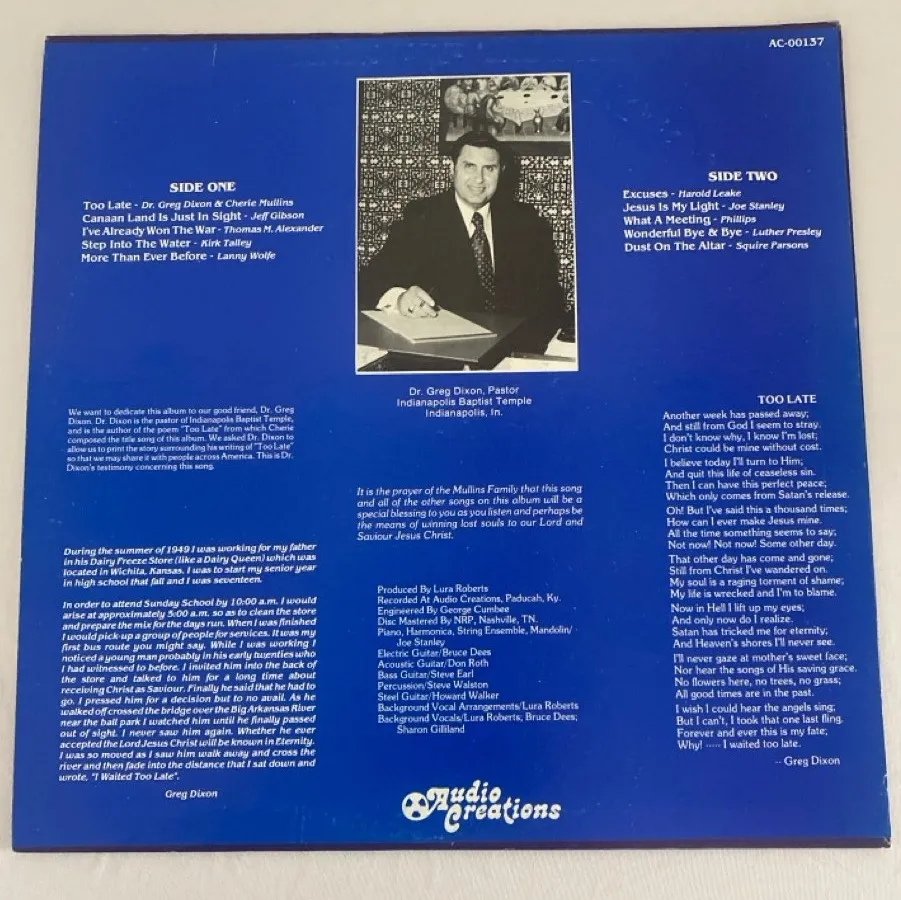 AC-00137
SIDE ONE
Too Late - Dr. Greg Dixon & Cherie Mullins
Canaan Land Is Just In Sight - Jeff Gibson
I've Already Won The War - Thomas M. Alexander
Step Into The Water - Kirk Talley
More Than Ever Before - Lanny Wolfe
SIDE TWO
Excuses - Harold Leake
Jesus Is My Light - Joe Stanley
What A Meeting - Phillips
Wonderful Bye & Bye - Luther Presley
Dust On The Altar - Squire Parsons
Dr. Greg Dixon, Pastor
Indianapolis Baptist Temple
Indianapolis, In.
We want to dedicate this album to our good friend, Dr. Greg
Dixon. Dr. Dixon is the pastor of Indianapolis Baptist Temple,
and is the author of the poem "Too Late" from which Cherie
composed the title song of this album. We asked Dr. Dixon to
allow us to print the story surrounding his writing of "Too Late"
so that we may share it with people across America. This is Dr.
Dixon's testimony concerning this song.
During the summer of 1949 I was working for my father
in his Dairy Freeze Store (like a Dairy Queen) which was
located in Wichita, Kansas. I was to start my senior year
in high school that fall and I was seventeen.
In order to attend Sunday School by 10:00 a.m. I would
arise at approximately 5:00 a.m. so as to clean the store
and prepare the mix for the days run. When I was finished
I would pick up a group of people for services. It was my
first bus route you might say. While I was working I
noticed a young man probably in his early twenties who
I had witnessed to before. I invited him into the back of
the store and talked to him for a long time about
receiving Christ as Saviour. Finally he said that he had to
go. I pressed him for a decision but to no avail. As he
walked off crossed the bridge over the Big Arkansas River
near the ball park I watched him until he finally passed
out of sight. I never saw him again. Whether he ever
accepted the Lord Jesus Christ will be known in Eternity.
I was so moved as I saw him walk away and cross the
river and then fade into the distance that I sat down and
wrote, "I Waited Too Late".
Greg Dixon
It is the prayer of the Mullins Family that this song
and all of the other songs on this album will be a
special blessing to you as you listen and perhaps be
the means of winning lost souls to our Lord and
Saviour Jesus Christ.
Produced By Lura Roberts
Recorded At Audio Creations, Paducah, Ky.
Engineered By George Cumbee
Disc Mastered By NRP, Nashville, TN.
Piano, Harmonica, String Ensemble, Mandolin/
Joe Stanley
Electric Guitar/Bruce Dees
Acoustic Guitar/Don Roth
Bass Guitar/Steve Earl
Percussion/Steve Walston
Steel Guitar/Howard Walker
Background Vocal Arrangements/Lura Roberts
Background Vocals/Lura Roberts; Bruce Dees;
Sharon Gilliland
Audio
Creations
TOO LATE
Another week has passed away;
And still from God I seem to stray.
I don't know why, I know I'm lost;
Christ could be mine without cost.
I believe today I'll turn to Him;
And quit this life of ceaseless sin.
Then I can have this perfect peace;
Which only comes from Satan's release.
Oh! But I've said this a thousand times;
How can I ever make Jesus mine.
All the time something seems to say;
Not now! Not now! Some other day.
That other day has come and gone;
Still from Christ I've wandered on.
My soul is a raging torment of shame;
My life is wrecked and I'm to blame.
Now in Hell I lift up my eyes;
And only now do I realize.
Satan has tricked me for eternity;
And Heaven's shores I'll never see.
I'll never gaze at mother's sweet face;
Nor hear the songs of His saving grace.
No flowers here, no trees, no grass;
All good times are in the past.
I wish I could hear the angels sing;
But I can't, I took that one last fling.
Forever and ever this is my fate;
Why! ----- I waited too late.
-- Greg Dixon